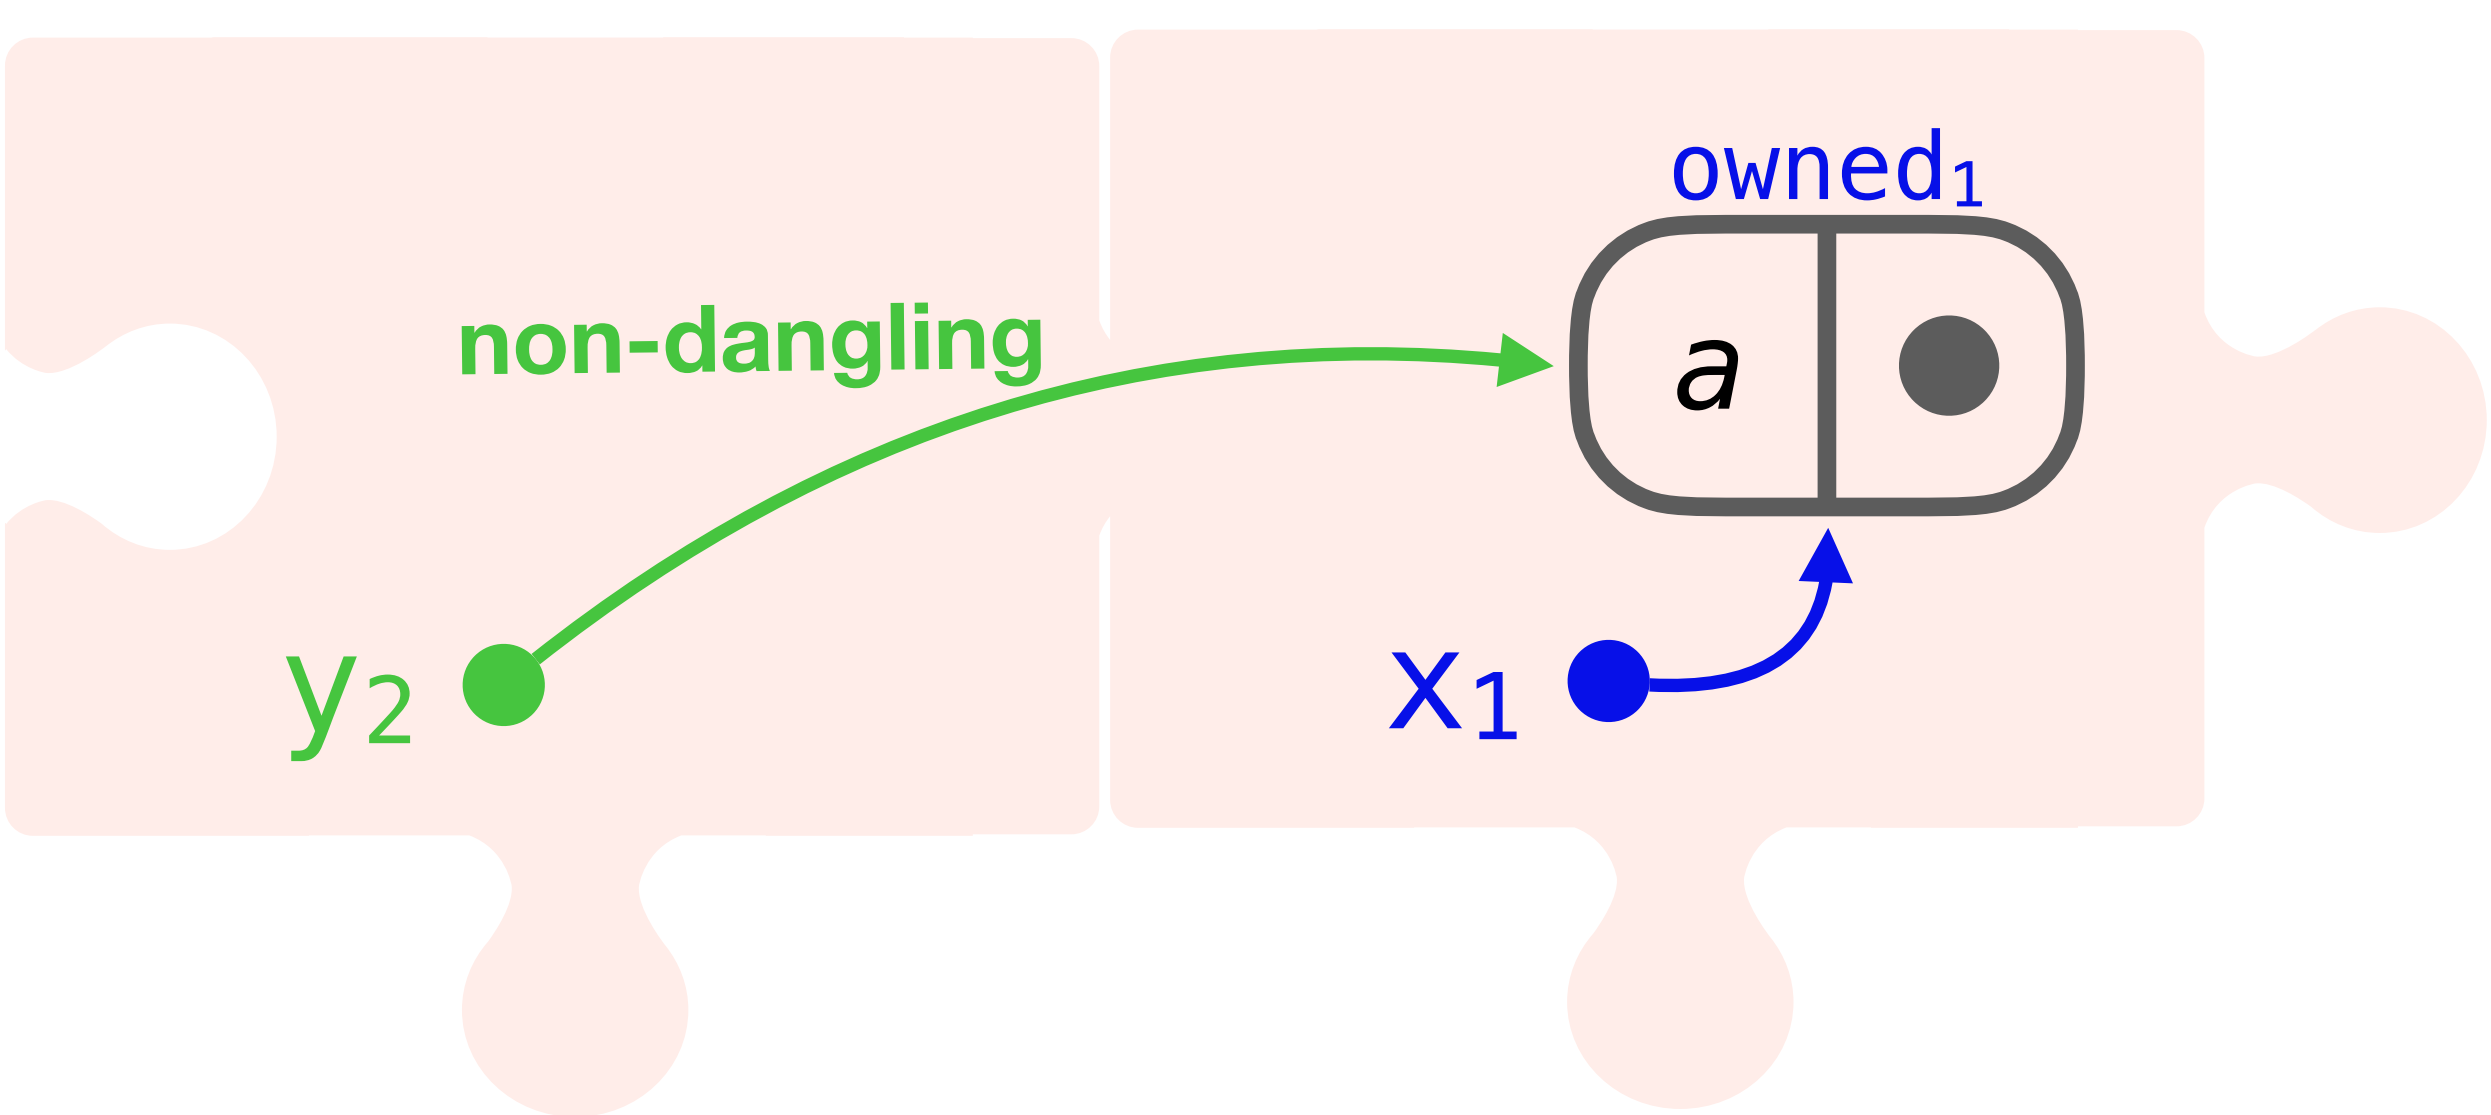 owned₁
non-dangling
a
y₂
x₁